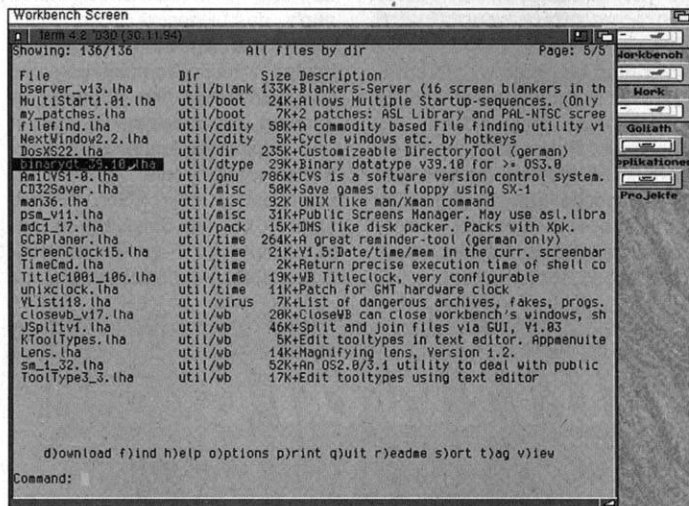 Workbench Screen
term 4.2 030 (30.11.94)
Showing: 136/136 All files by dir Page: 5/5
File Dir Size Description
bserver_v13.lha util/blank 133K+Blankers-Server (16 screen blankers in th
MultiStart1.01.lha util/boot 24K+Allows Multiple Startup-sequences. (Only
my_patches.lha util/boot 7K+2 patches: ASL Library and PAL-NTSC scree
filefind.lha util/cdity 58K+A commodity based File finding utility v1
NextWindow2.2.lha util/cdity 5K+Cycle windows etc. by hotkeys
DosXS22.lha util/dir 235K+Customizeable DirectoryTool (german)
binarydt_39.10.lha util/dtype 29K+Binary datatype v39.10 for >= OS3.0
AmiCVS1-0.lha util/gnu 786K+CVS is a software version control system.
CD32Saver.lha util/misc 50K+Save games to floppy using SX-1
man36.lha util/misc 92K UNIX like man/Xman command
psm_v11.lha util/misc 31K+Public Screens Manager. May use asl.libra
mdc1_17.lha util/pack 15K+DMS like disk packer. Packs with Xpk.
GCBPlaner.lha util/time 264K+A great reminder-tool (german only)
ScreenClock15.lha util/time 21K+V1.5:Date/time/mem in the curr. screenbar
TimeCmd.lha util/time 2K+Return precise execution time of shell co
TitleC1001_106.lha util/time 19K+WB Titleclock, very configurable
unixclock.lha util/time 11K+Patch for GMT hardware clock
VList118.lha util/virus 7K+List of dangerous archives, fakes, progs.
closewb_v17.lha util/wb 20K+CloseWB can close workbench's windows, sh
JSplitv1.lha util/wb 46K+Split and join files via GUI, V1.03
KToolTypes.lha util/wb 5K+Edit tooltypes in text editor. Appmenuite
Lens.lha util/wb 14K+Magnifying lens, Version 1.2.
sm_1_32.lha util/wb 52K+An OS2.0/3.1 utility to deal with public
ToolType3_3.lha util/wb 17K+Edit tooltypes using text editor
d)ownload f)ind h)elp o)ptions p)rint q)uit r)eadme s)ort t)ag v)iew
Command:
Workbench
Work
Goliath
pplikationen
Projekte